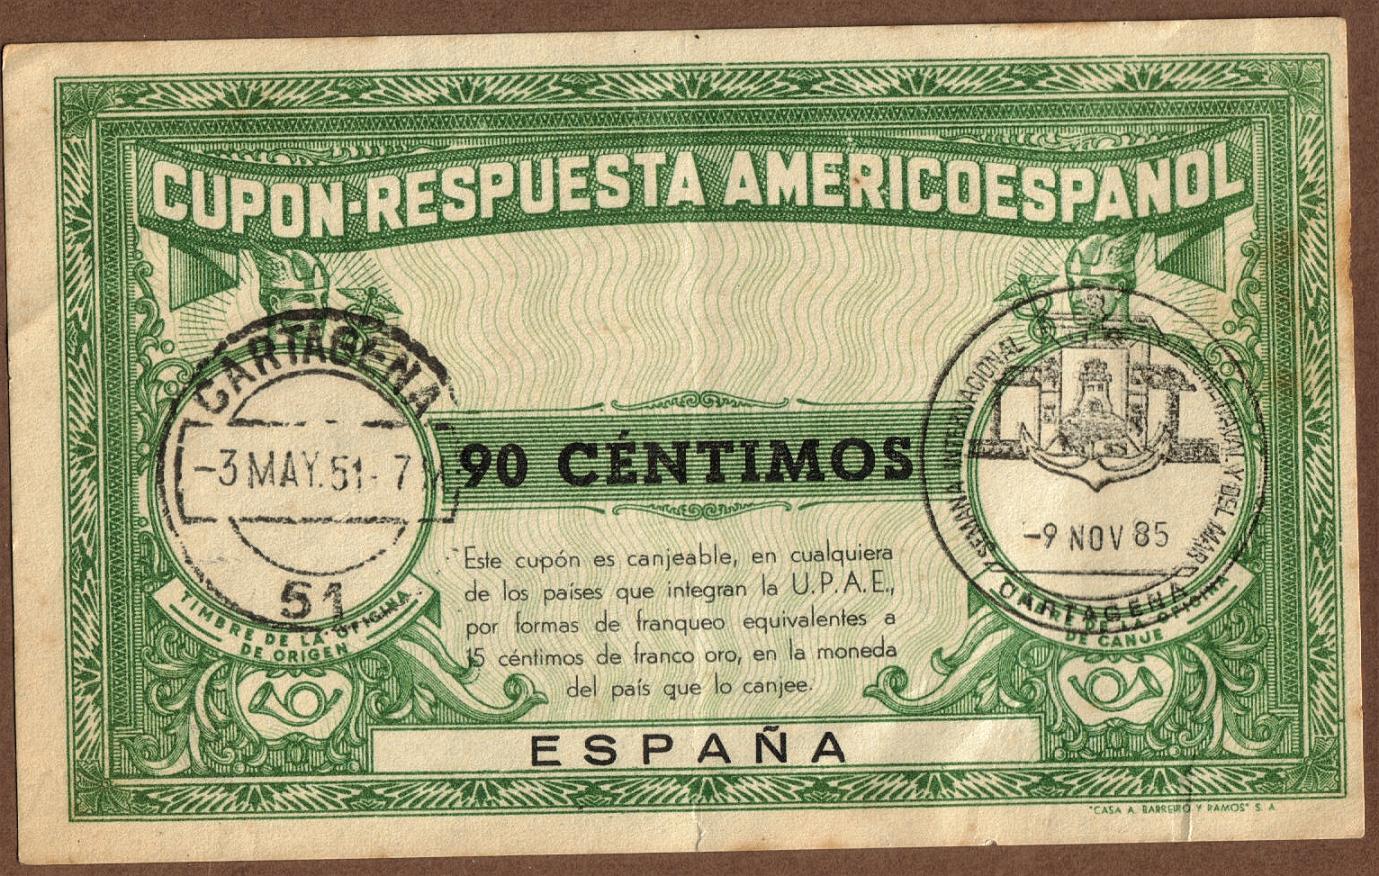 CUPON-RESPUESTA AMERICOESPAÑOL
CARTAGENA
-3 MAY.51-7
51
90 CÉNTIMOS
SEMANA INTERNACIONAL
NAVAL Y DEL MAR
-9 NOV 85
CARTAGENA
Este cupón es canjeable, en cualquiera
de los países que integran la U.P.A.E.,
por formas de franqueo equivalentes a
15 céntimos de franco oro, en la moneda
del país que lo canjee.
TIMBRE DE LA OFICINA
DE ORIGEN
DE LA OFICINA
DE CANJE
ESPAÑA
"CASA A. BARREIRO Y RAMOS" S. A.